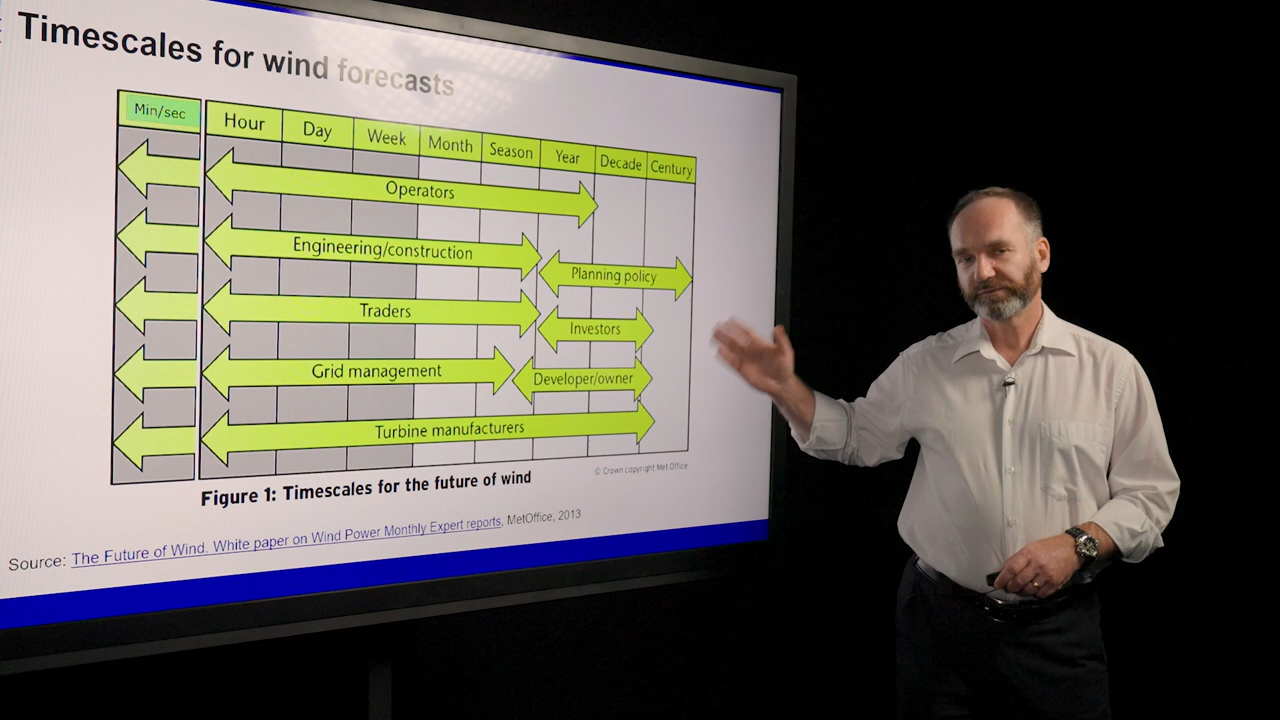 Timescales for wind forecasts
Min/sec
Hour
Day
Week
Month
Season
Year
Decade
Century
Operators
Engineering/construction
Planning policy
Traders
Investors
Grid management
Developer/owner
Turbine manufacturers
© Crown copyright Met Office
Figure 1: Timescales for the future of wind
Source: The Future of Wind. White paper on Wind Power Monthly Expert reports, MetOffice, 2013